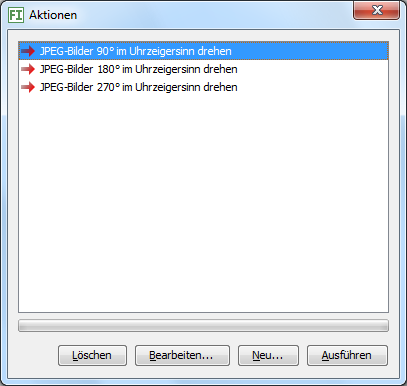 FI Aktionen
JPEG-Bilder 90° im Uhrzeigersinn drehen
JPEG-Bilder 180° im Uhrzeigersinn drehen
JPEG-Bilder 270° im Uhrzeigersinn drehen
Löschen Bearbeiten... Neu... Ausführen